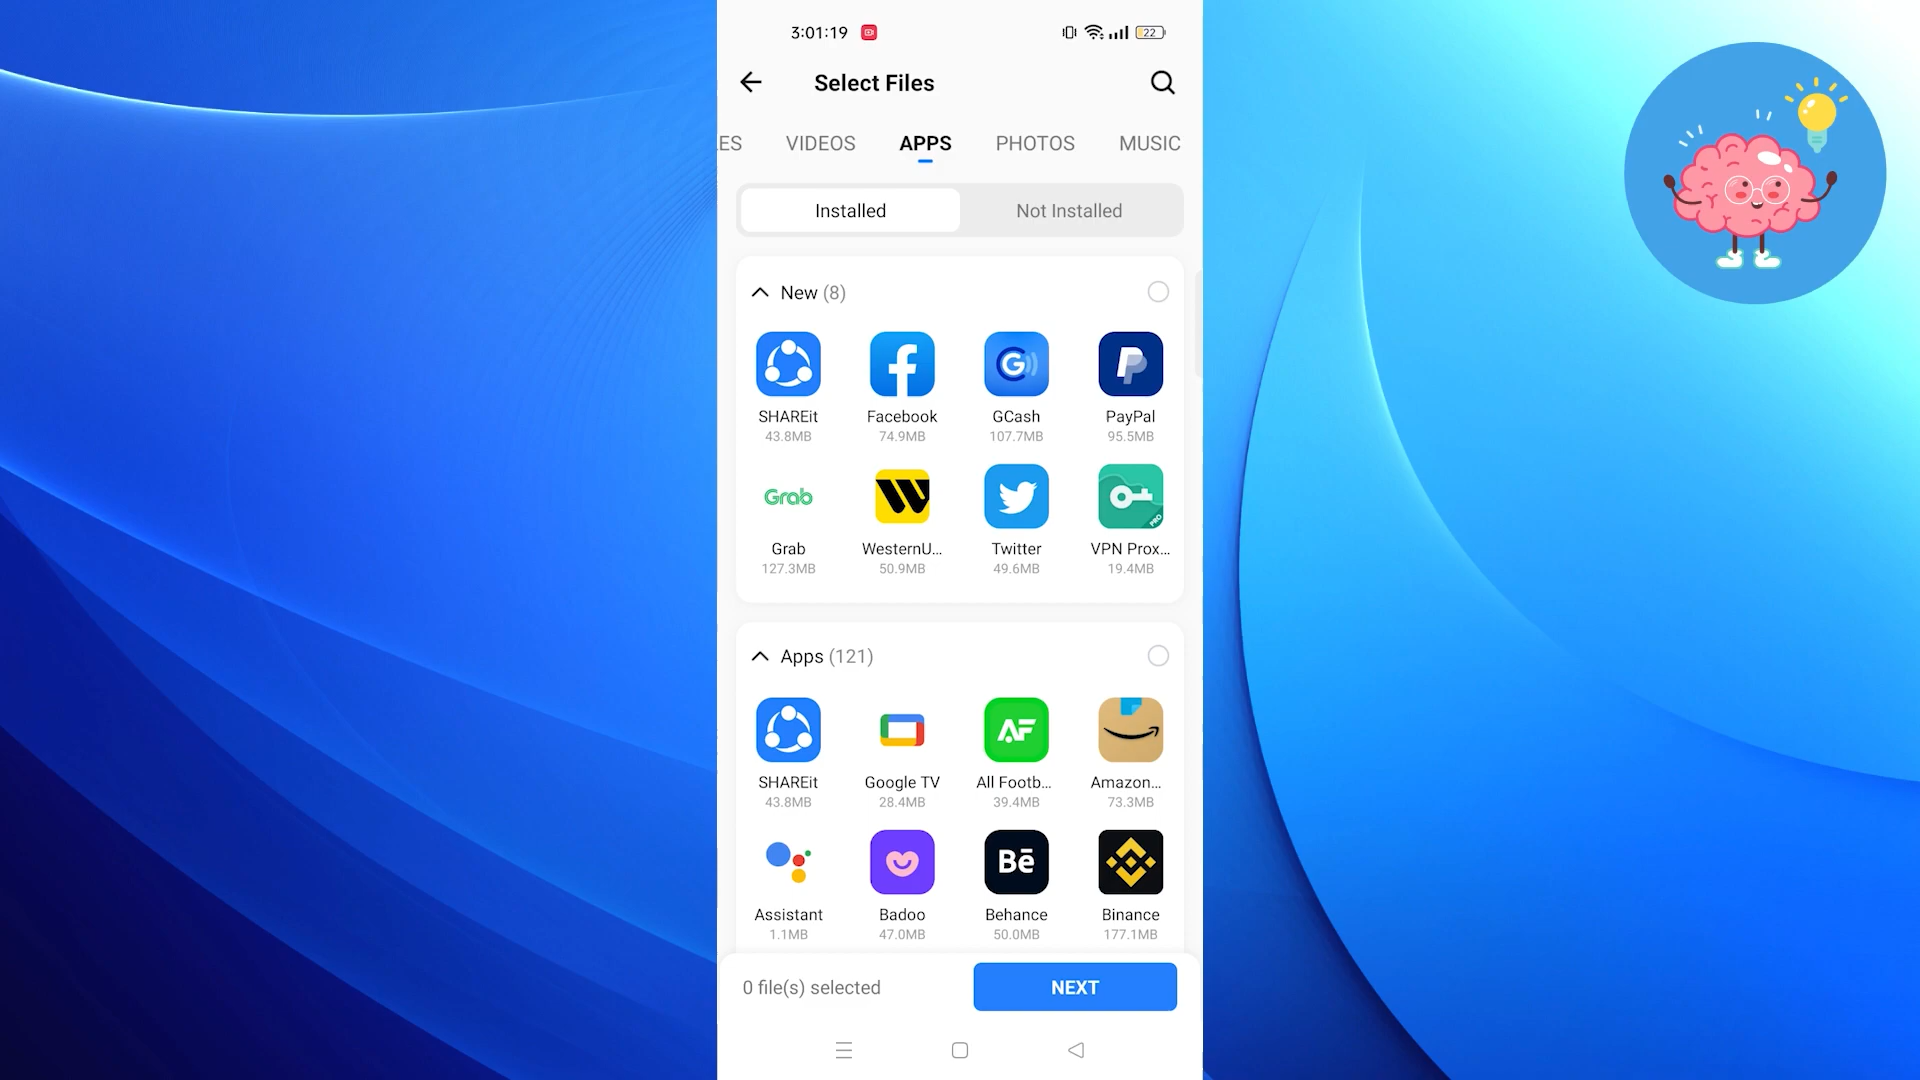 3:01:19 22
Select Files
LES VIDEOS APPS PHOTOS MUSIC
Installed Not Installed
New (8)
SHAREit Facebook GCash PayPal
43.8MB 74.9MB 107.7MB 95.5MB
Grab
PRO
Grab WesternU... Twitter VPN Prox...
127.3MB 50.9MB 49.6MB 19.4MB
Apps (121)
AF
SHAREit Google TV All Footb... Amazon...
43.8MB 28.4MB 39.4MB 73.3MB
Bē
Assistant Badoo Behance Binance
1.1MB 47.0MB 50.0MB 177.1MB
0 file(s) selected NEXT